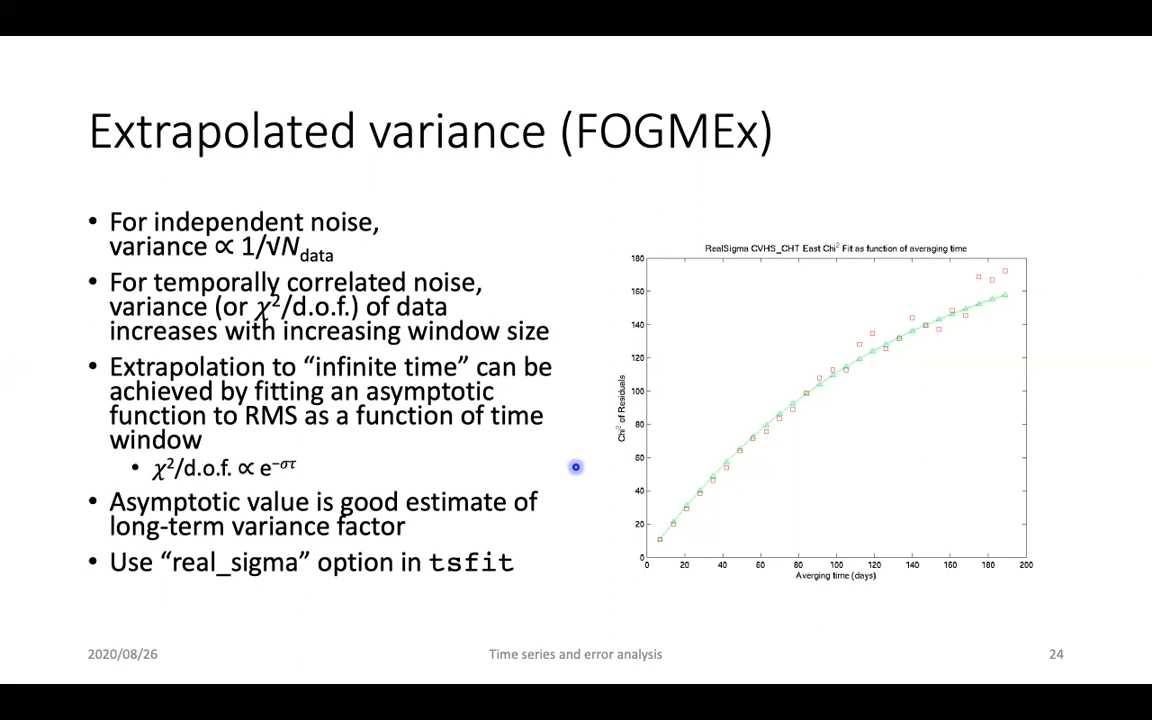 Extrapolated variance (FOGMEx)
• For independent noise,
variance ∝ 1/√N_data
• For temporally correlated noise,
variance (or χ²/d.o.f.) of data
increases with increasing window size
• Extrapolation to “infinite time” can be
achieved by fitting an asymptotic
function to RMS as a function of time
window
• χ²/d.o.f. ∝ e^−στ
• Asymptotic value is good estimate of
long-term variance factor
• Use “real_sigma” option in tsfit
RealSigma CVHS_CHT East Chi² Fit as function of averaging time
Chi² of Residuals
180
160
140
120
100
80
60
40
20
0
0 20 40 60 80 100 120 140 160 180 200
Averging time (days)
2020/08/26
Time series and error analysis
24